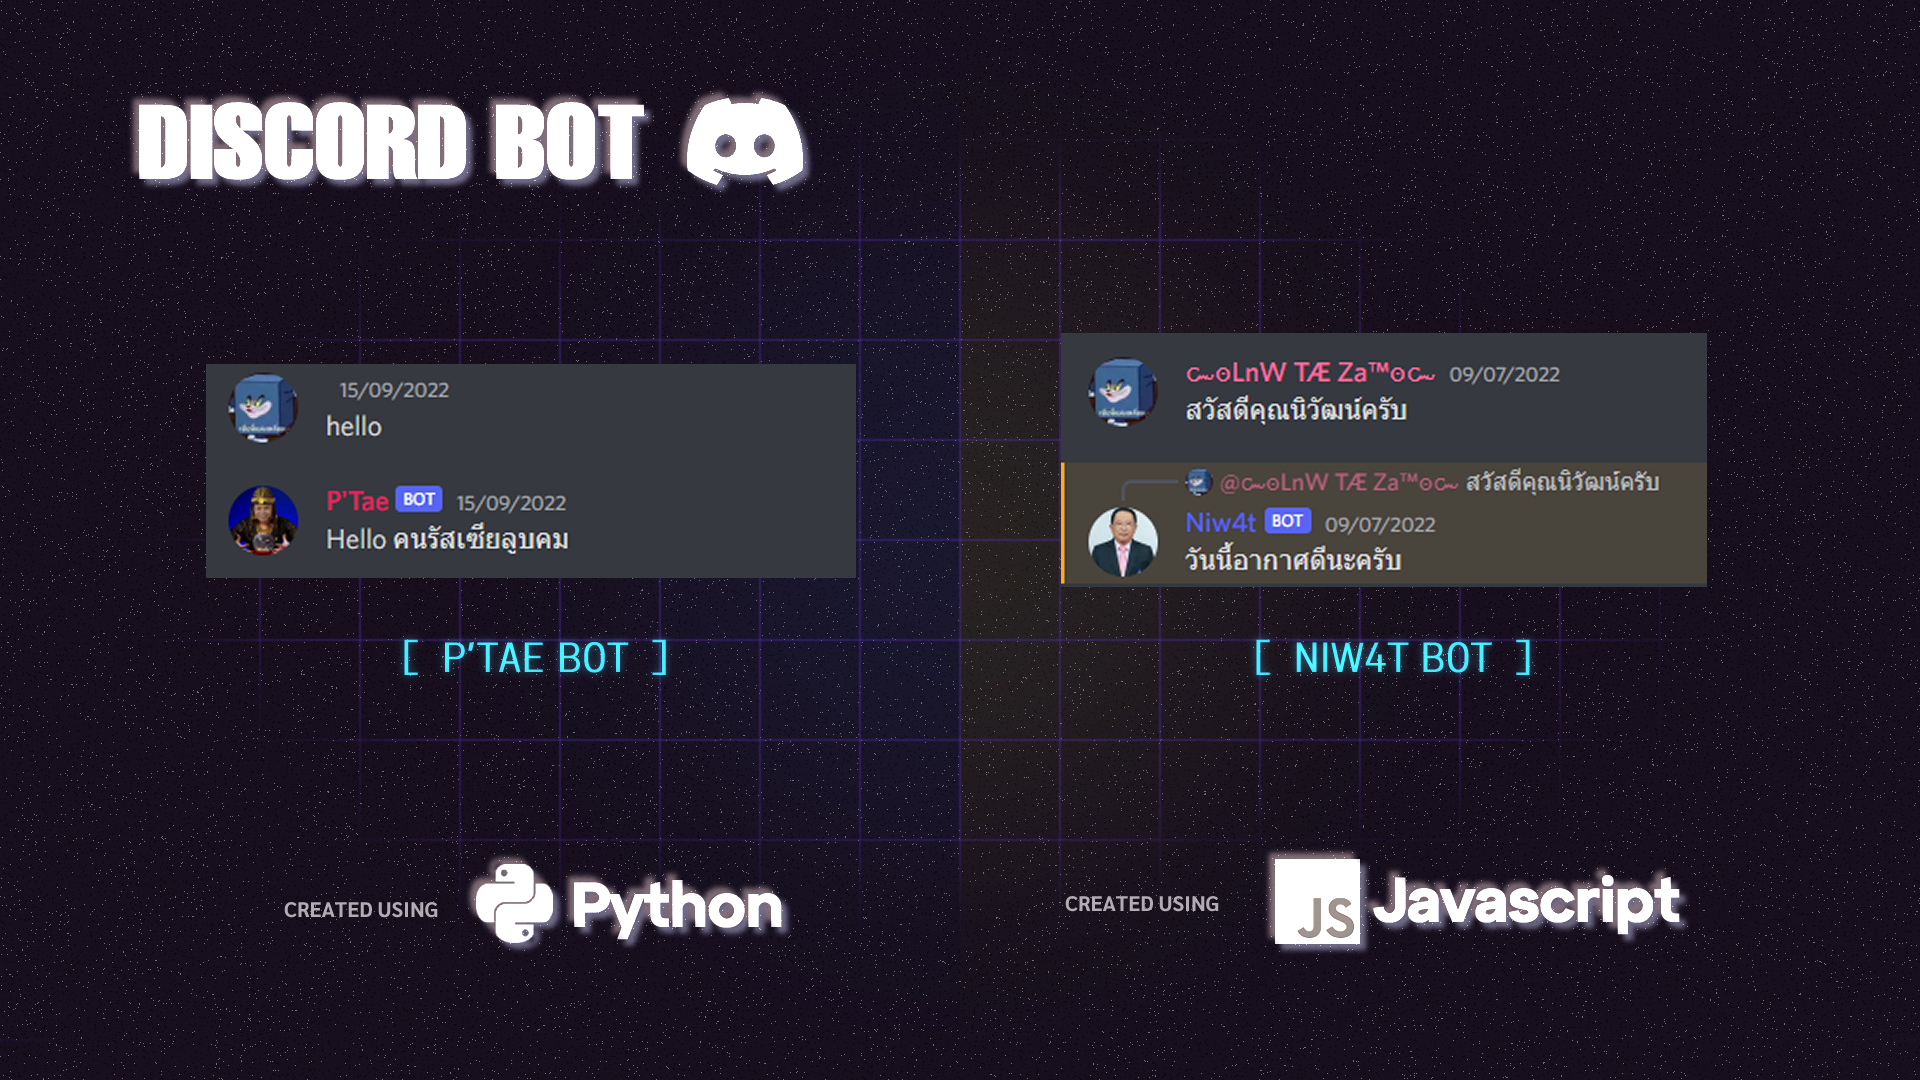 DISCORD BOT
15/09/2022
hello
P'Tae BOT 15/09/2022
Hello คนรัสเซียลูบคม
[ P'TAE BOT ]
CREATED USING Python
LnW TÆ Za™ 09/07/2022
สวัสดีคุณนิวัฒน์ครับ
LnW TÆ Za™ สวัสดีคุณนิวัฒน์ครับ
Niw4t BOT 09/07/2022
วันนี้อากาศดีนะครับ
[ NIW4T BOT ]
CREATED USING JS Javascript